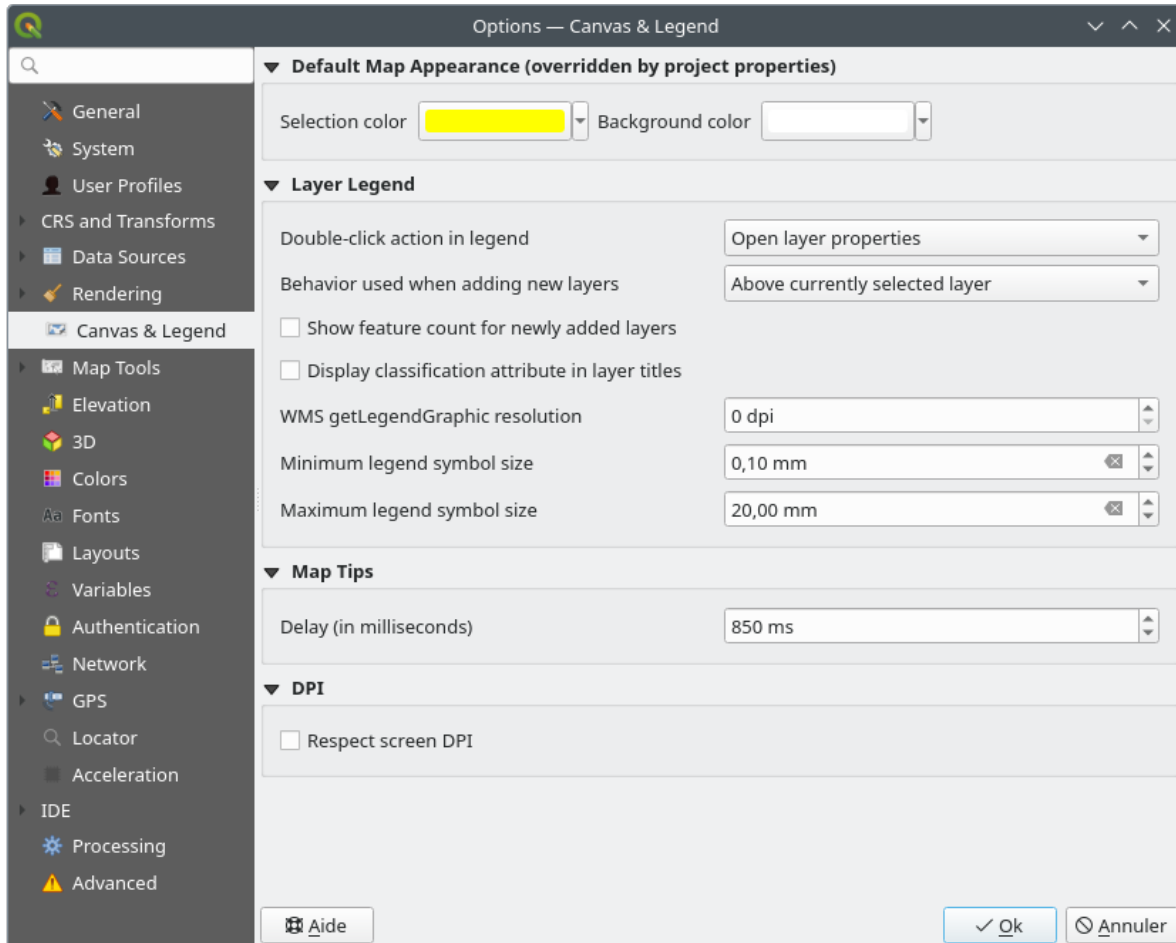 Options — Canvas & Legend
General
System
User Profiles
CRS and Transforms
Data Sources
Rendering
Canvas & Legend
Map Tools
Elevation
3D
Colors
Fonts
Layouts
Variables
Authentication
Network
GPS
Locator
Acceleration
IDE
Processing
Advanced
Default Map Appearance (overridden by project properties)
Selection color Background color
Layer Legend
Double-click action in legend Open layer properties
Behavior used when adding new layers Above currently selected layer
Show feature count for newly added layers
Display classification attribute in layer titles
WMS getLegendGraphic resolution 0 dpi
Minimum legend symbol size 0,10 mm
Maximum legend symbol size 20,00 mm
Map Tips
Delay (in milliseconds) 850 ms
DPI
Respect screen DPI
Aide Ok Annuler